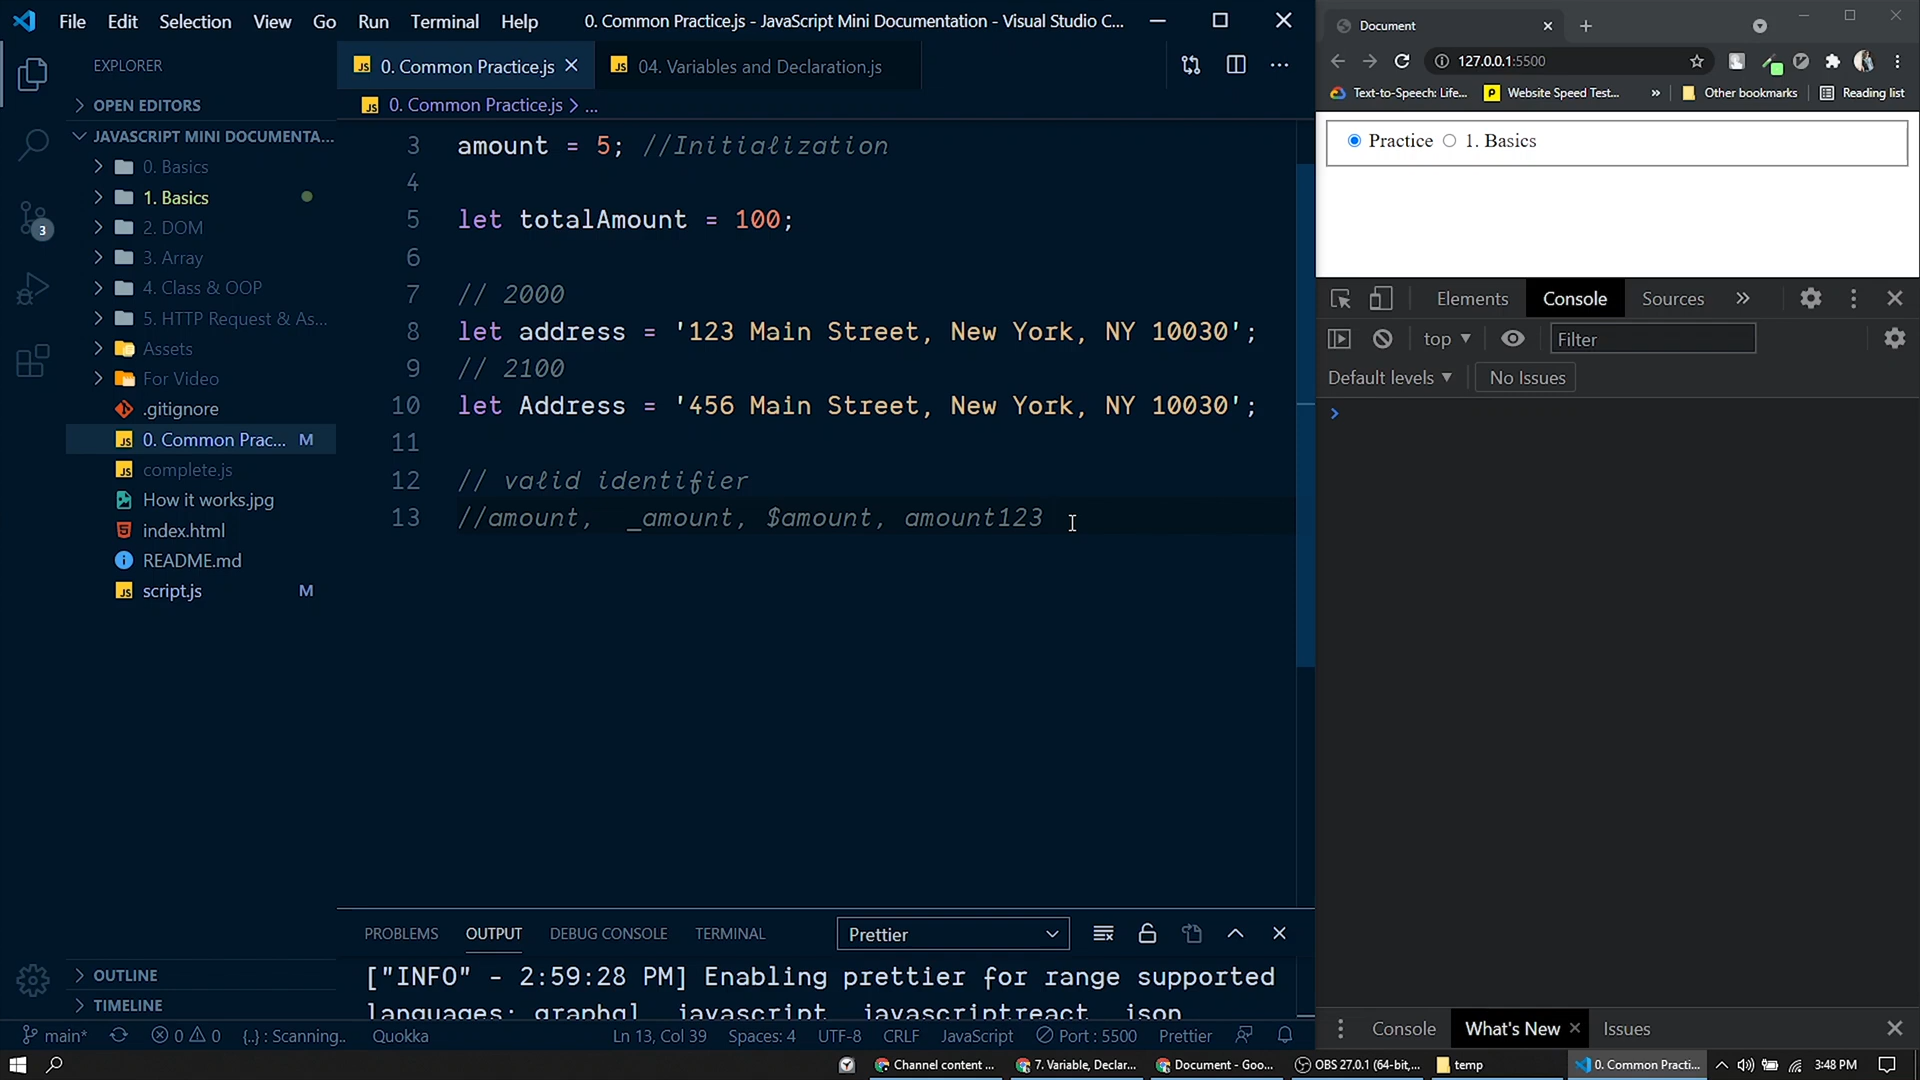 File Edit Selection View Go Run Terminal Help 0. Common Practice.js - JavaScript Mini Documentation - Visual Studio C...
EXPLORER
OPEN EDITORS
JAVASCRIPT MINI DOCUMENTA...
0. Basics
1. Basics
2. DOM
3. Array
4. Class & OOP
5. HTTP Request & As...
Assets
For Video
.gitignore
0. Common Prac... M
complete.js
How it works.jpg
index.html
README.md
script.js M
3
OUTLINE
TIMELINE
0. Common Practice.js 04. Variables and Declaration.js
0. Common Practice.js > ...
3 amount = 5; //Initialization
4
5 let totalAmount = 100;
6
7 // 2000
8 let address = '123 Main Street, New York, NY 10030';
9 // 2100
10 let Address = '456 Main Street, New York, NY 10030';
11
12 // valid identifier
13 //amount, _amount, $amount, amount123
PROBLEMS OUTPUT DEBUG CONSOLE TERMINAL Prettier
["INFO" - 2:59:28 PM] Enabling prettier for range supported
languages: graphql, javascript, javascriptreact, json,
main* 0 0 {..} : Scanning.. Quokka Ln 13, Col 39 Spaces: 4 UTF-8 CRLF JavaScript Port : 5500 Prettier
Document
127.0.0.1:5500
Text-to-Speech: Life... Website Speed Test... » Other bookmarks Reading list
Practice 1. Basics
Elements Console Sources »
top Filter
Default levels No Issues
>
Console What's New Issues
Channel content ... 7. Variable, Declar... Document - Goo... OBS 27.0.1 (64-bit,... temp 0. Common Practi... 3:48 PM